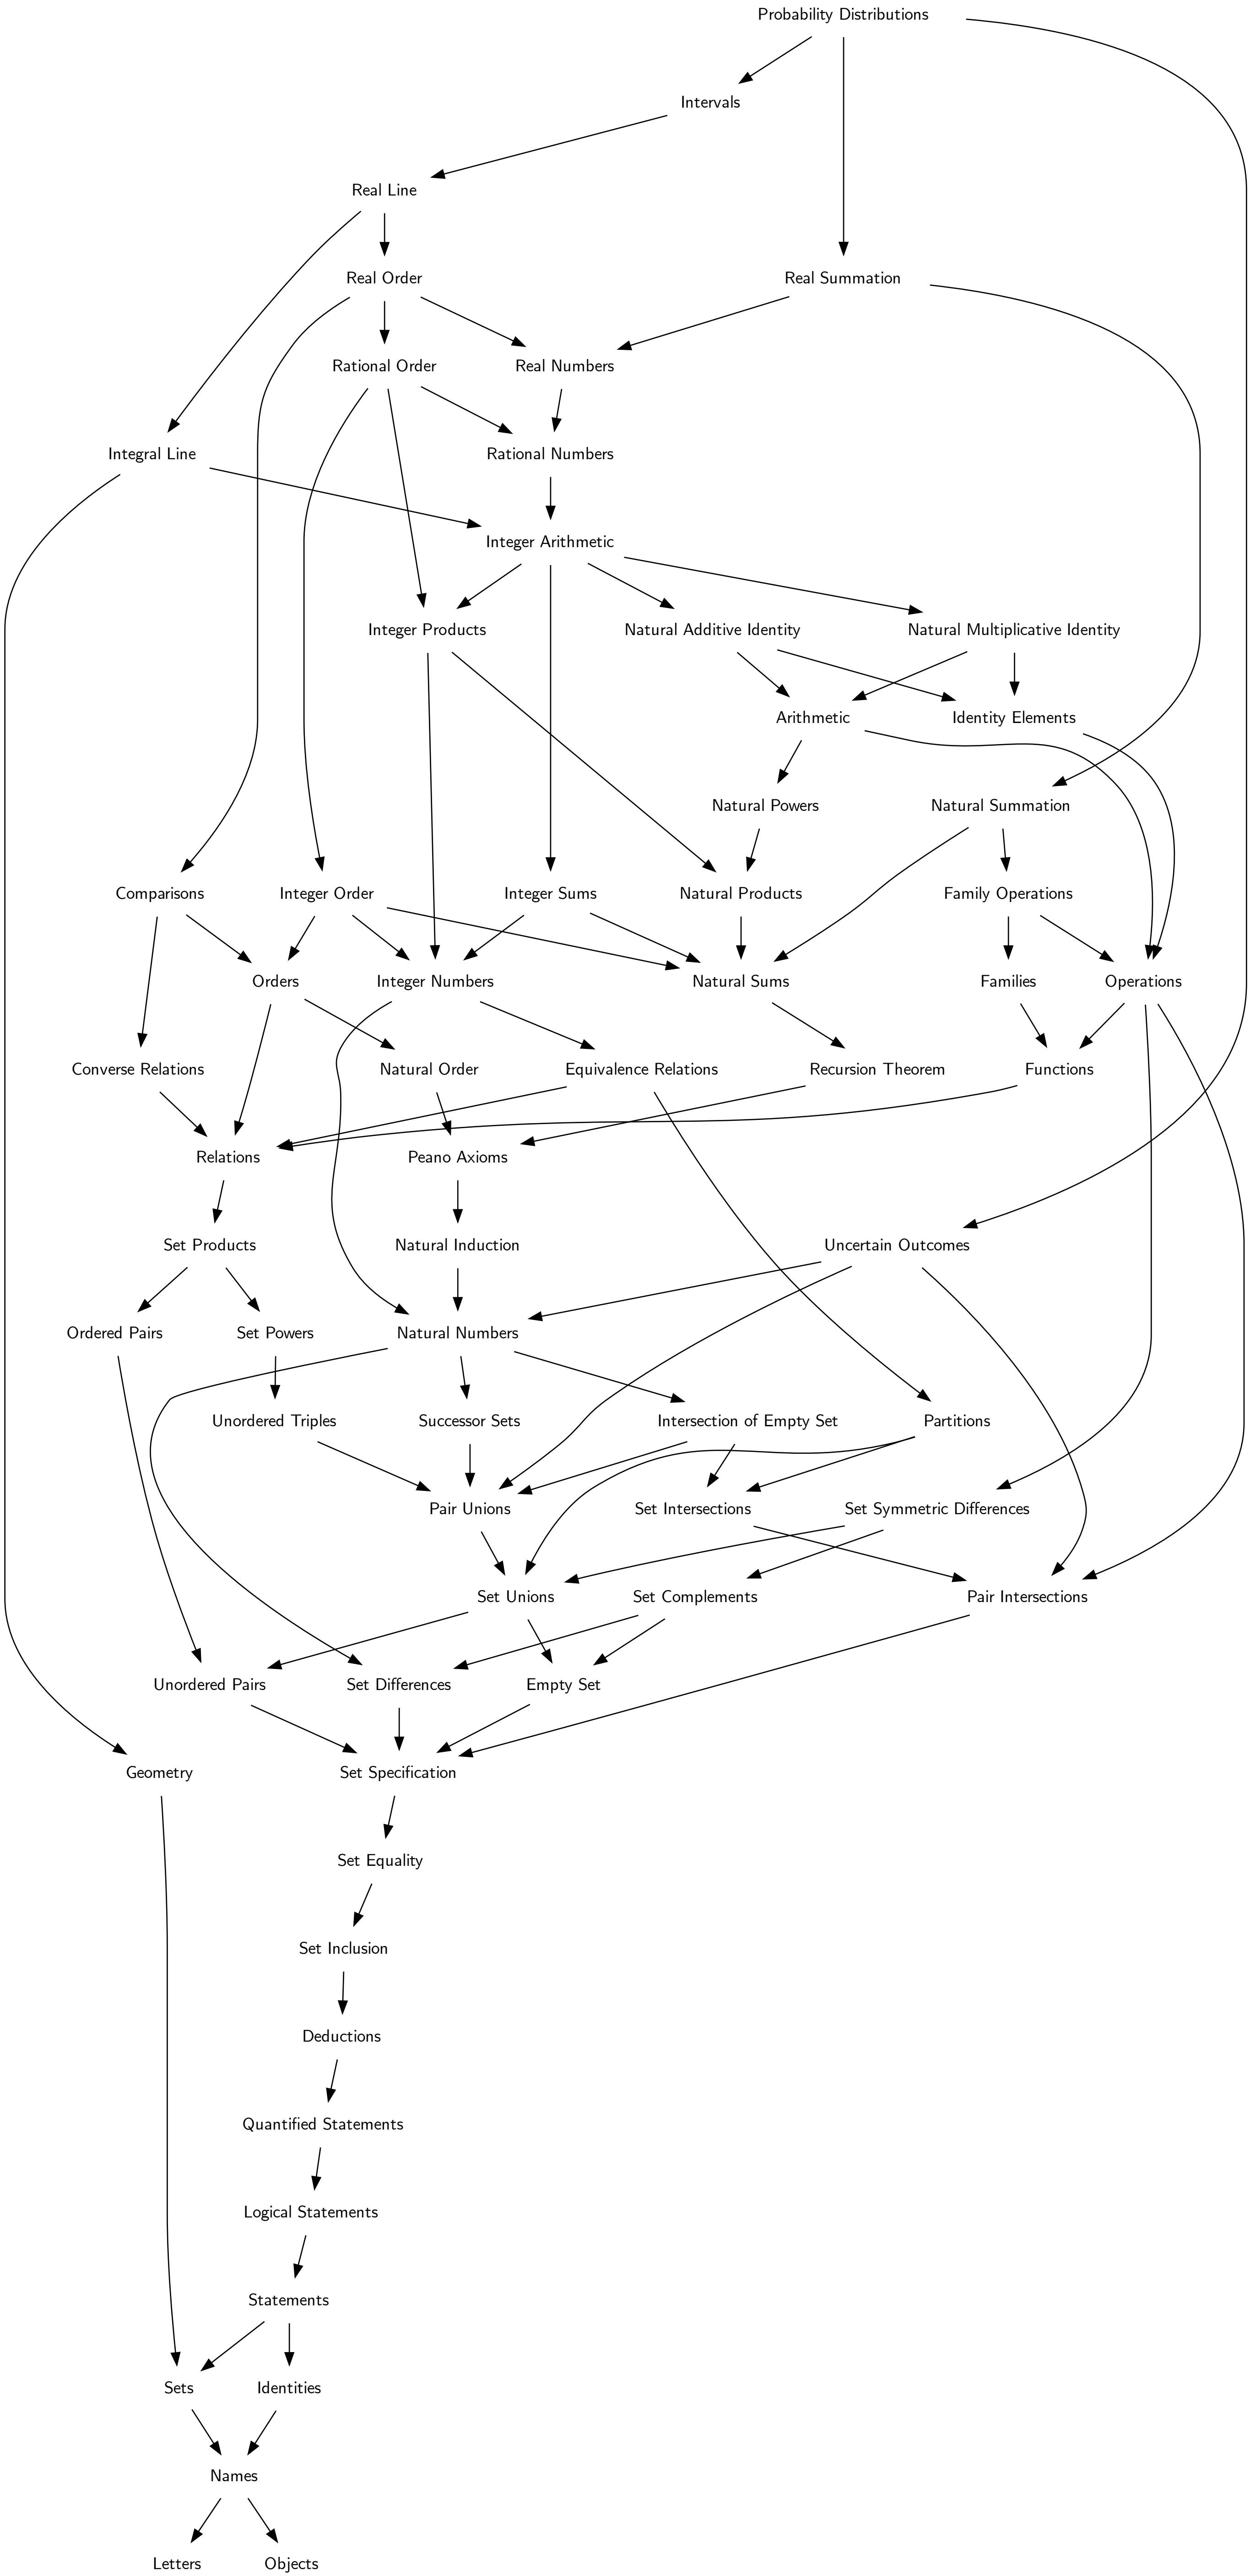 Probability Distributions
Intervals
Real Line
Real Order
Real Summation
Rational Order
Real Numbers
Integral Line
Rational Numbers
Integer Arithmetic
Integer Products
Natural Additive Identity
Natural Multiplicative Identity
Arithmetic
Identity Elements
Natural Powers
Natural Summation
Comparisons
Integer Order
Integer Sums
Natural Products
Family Operations
Orders
Integer Numbers
Natural Sums
Families
Operations
Converse Relations
Natural Order
Equivalence Relations
Recursion Theorem
Functions
Relations
Peano Axioms
Set Products
Natural Induction
Uncertain Outcomes
Ordered Pairs
Set Powers
Natural Numbers
Unordered Triples
Successor Sets
Intersection of Empty Set
Partitions
Pair Unions
Set Intersections
Set Symmetric Differences
Set Unions
Set Complements
Pair Intersections
Unordered Pairs
Set Differences
Empty Set
Geometry
Set Specification
Set Equality
Set Inclusion
Deductions
Quantified Statements
Logical Statements
Statements
Sets
Identities
Names
Letters
Objects